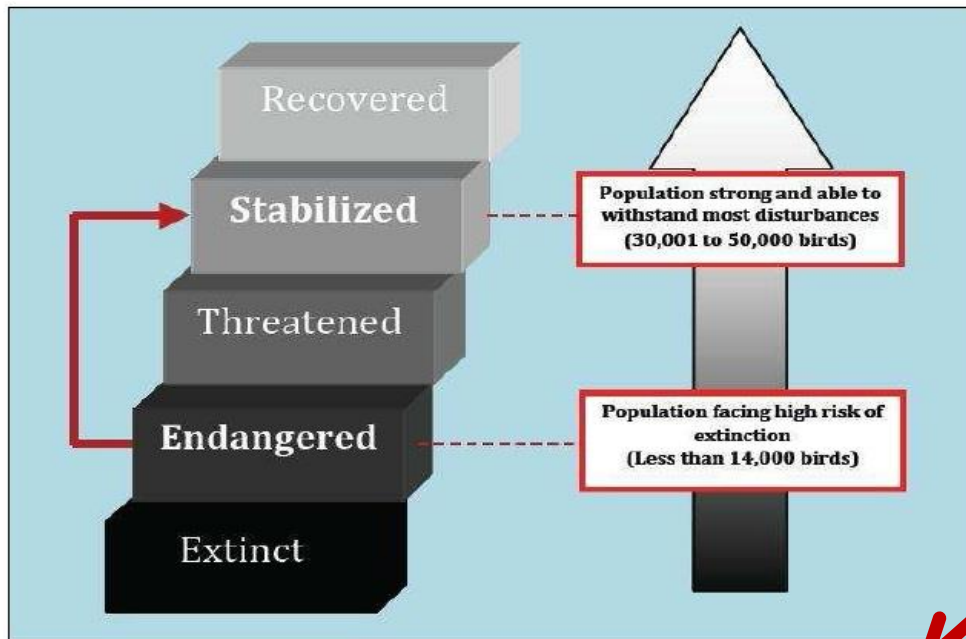 Recovered
Stabilized
Threatened
Endangered
Extinct
Population strong and able to
withstand most disturbances
(30,001 to 50,000 birds)
Population facing high risk of
extinction
(Less than 14,000 birds)